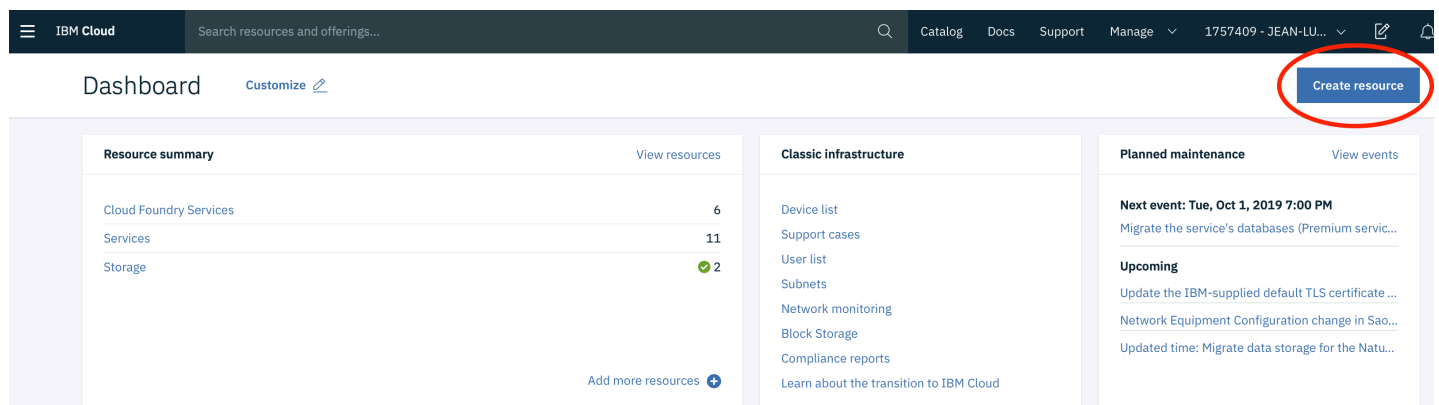 IBM Cloud Search resources and offerings... Catalog Docs Support Manage 1757409 - JEAN-LU...
Dashboard Customize Create resource
Resource summary View resources
Cloud Foundry Services 6
Services 11
Storage 2
Add more resources
Classic infrastructure
Device list
Support cases
User list
Subnets
Network monitoring
Block Storage
Compliance reports
Learn about the transition to IBM Cloud
Planned maintenance View events
Next event: Tue, Oct 1, 2019 7:00 PM
Migrate the service's databases (Premium servic...
Upcoming
Update the IBM-supplied default TLS certificate ...
Network Equipment Configuration change in Sao...
Updated time: Migrate data storage for the Natu...